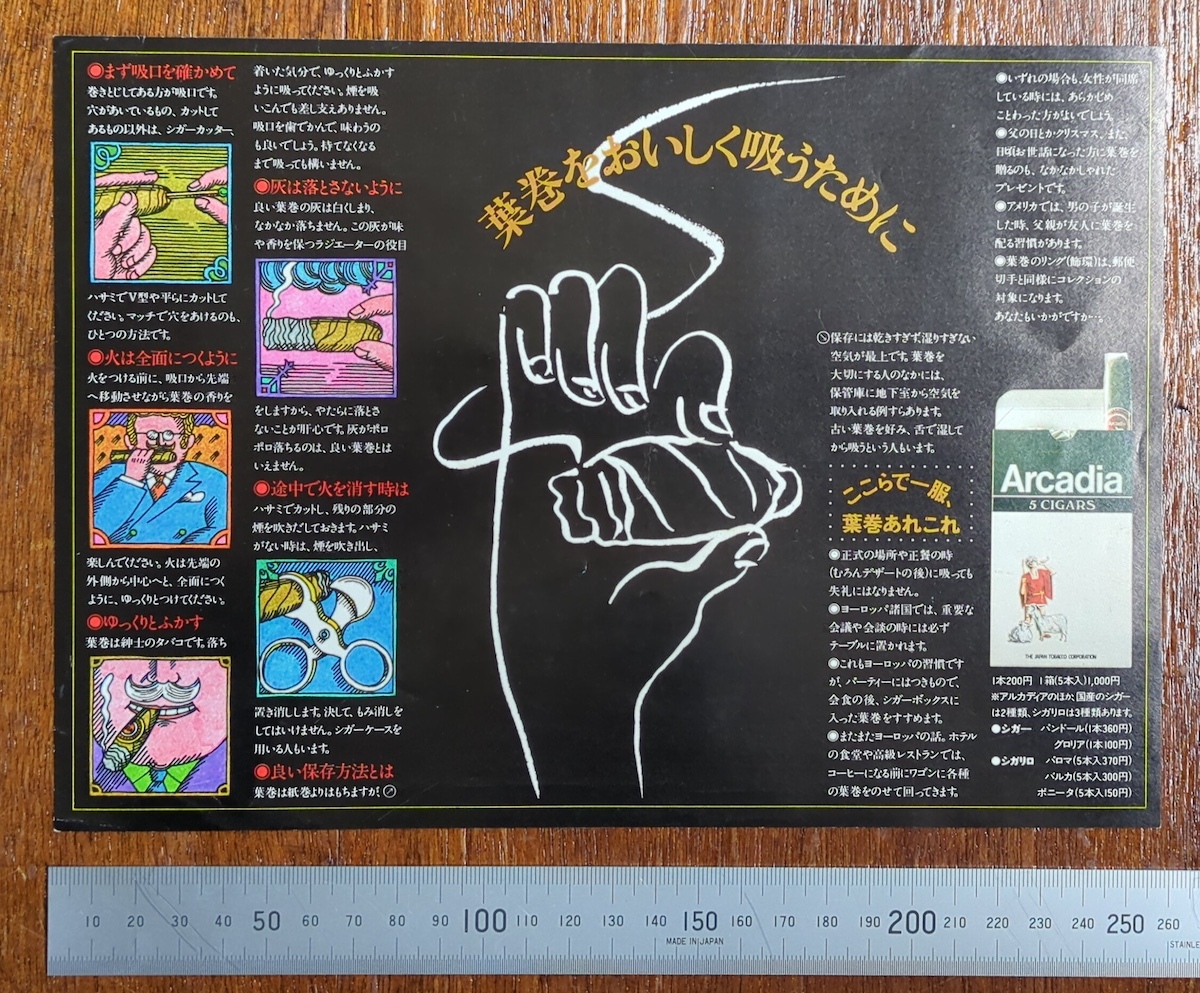 葉巻をおいしく吸うために
◉まず吸口を確かめて
巻きとじてある方が吸口です。
穴があいているもの、カットして
あるもの以外は、シガーカッター、
ハサミでV型や平らにカットして
ください。マッチで穴をあけるのも、
ひとつの方法です。
◉火は全面につくように
火をつける前に、吸口から先端
へ移動させながら葉巻の香りを
楽しんでください。火は先端の
外側から中心へと、全面につく
ように、ゆっくりとつけてください。
◉ゆっくりとふかす
葉巻は紳士のタバコです。落ち
着いた気分で、ゆっくりとふかす
ように吸ってください。煙を吸
いこんでも差し支えありません。
吸口を歯でかんで、味わうの
も良いでしょう。持てなくなる
まで吸っても構いません。
◉灰は落とさないように
良い葉巻の灰は白くしまり、
なかなか落ちません。この灰が味
や香りを保つラジエーターの役目
をしますから、やたらに落とさ
ないことが肝心です。灰がポロ
ポロ落ちるのは、良い葉巻とは
いえません。
◉途中で火を消す時は
ハサミでカットし、残りの部分の
煙を吹きだしておきます。ハサミ
がない時は、煙を吹き出し、
置き消しします。決して、もみ消しを
してはいけません。シガーケースを
用いる人もいます。
◉良い保存方法とは
葉巻は紙巻よりはもちますが、
保存には乾きすぎず、湿りすぎない
空気が最上です。葉巻を
大切にする人のなかには、
保管庫に地下室から空気を
取り入れる例すらあります。
古い葉巻を好み、舌で湿して
から吸うという人もいます。
ここらで一服、
葉巻あれこれ
◉正式の場所や正餐の時
(むろんデザートの後)に吸っても
失礼にはなりません。
◉ヨーロッパ諸国では、重要な
会議や会談の時には必ず
テーブルに置かれます。
◉これもヨーロッパの習慣です
が、パーティーにはつきもので、
会食の後、シガーボックスに
入った葉巻をすすめます。
◉またまたヨーロッパの話。ホテル
の食堂や高級レストランでは、
コーヒーになる前にワゴンに各種
の葉巻をのせて回ってきます。
◉いずれの場合も、女性が同席
している時には、あらかじめ
ことわった方がよいでしょう。
◉父の日とかクリスマス、また、
日頃お世話になった方に葉巻を
贈るのも、なかなかしゃれた
プレゼントです。
◉アメリカでは、男の子が誕生
した時、父親が友人に葉巻を
配る習慣があります。
◉葉巻のリング(飾環)は、郵便
切手と同様にコレクションの
対象になります。
あなたもいかがですか…。
Arcadia
5 CIGARS
THE JAPAN TOBACCO CORPORATION
1本200円 1箱(5本入)1,000円
※アルカディアのほか、国産のシガー
は2種類、シガリロは3種類あります。
●シガー パンドール(1本360円)
グロリア(1本100円)
●シガリロ パロマ(5本入370円)
バルカ(5本入300円)
ボニータ(5本入150円)
10 20 30 40 50 60 70 80 90 100 110 120 130 140 150 160 170 180 190 200 210 220 230 240 250 260
MADE IN JAPAN